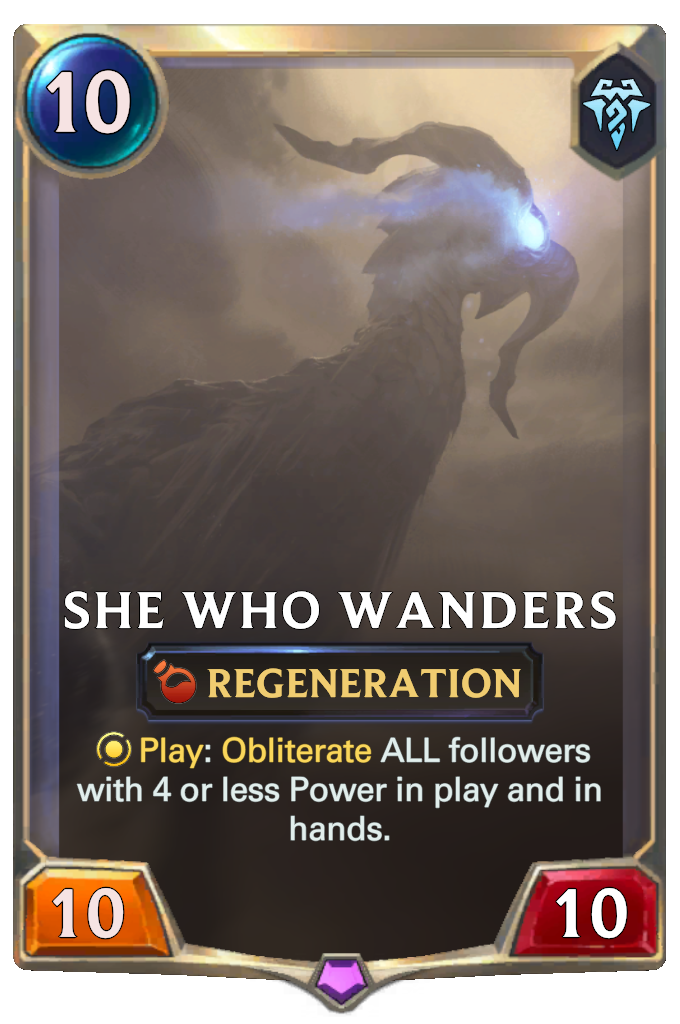 10
SHE WHO WANDERS
REGENERATION
Play: Obliterate ALL followers
with 4 or less Power in play and in
hands.
10 10